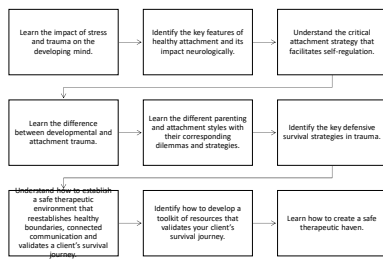 Learn the impact of stress
and trauma on the
developing mind.
Identify the key features of
healthy attachment and its
impact neurologically.
Understand the critical
attachment strategy that
facilitates self-regulation.
Learn the difference
between developmental and
attachment trauma.
Learn the different parenting
and attachment styles with
their corresponding
dilemmas and strategies.
Identify the key defensive
survival strategies in trauma.
Understand how to establish
a safe therapeutic
environment that
reestablishes healthy
boundaries, connected
communication and
validates a client's survival
journey.
Identify how to develop a
toolkit of resources that
validates your client's
survival journey.
Learn how to create a safe
therapeutic haven.